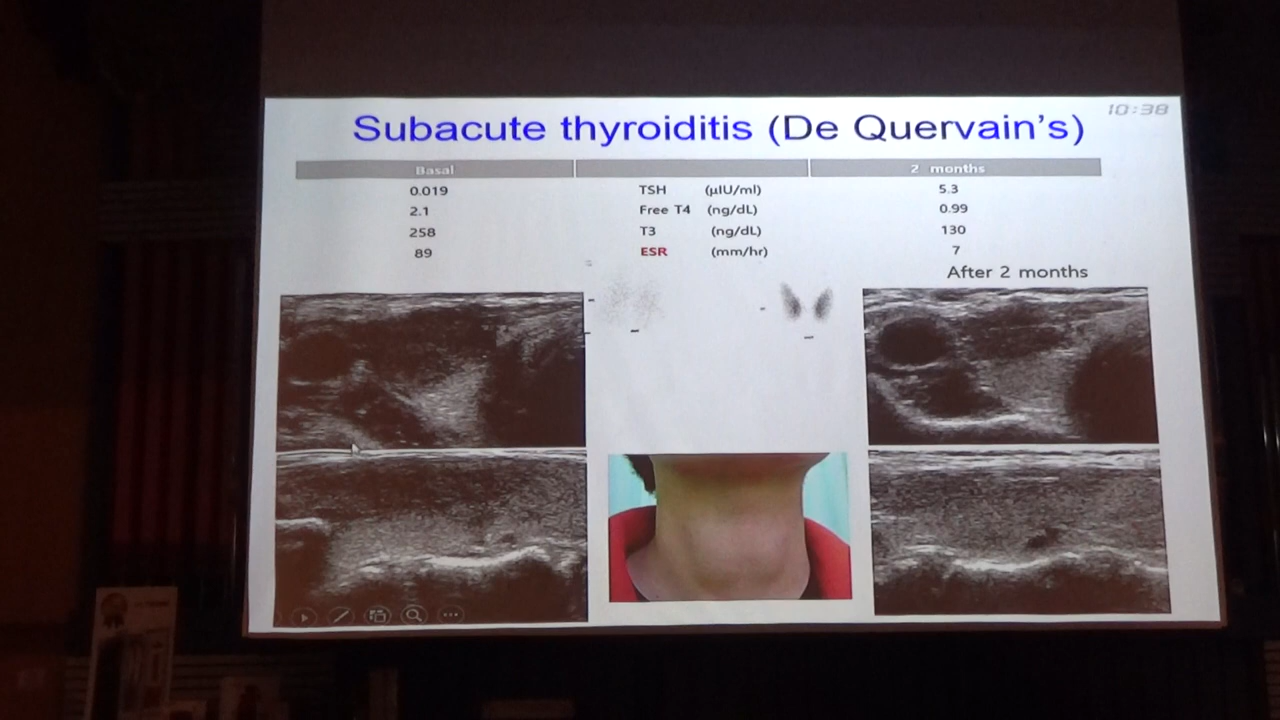 10:38
Subacute thyroiditis (De Quervain's)
Basal 2 months
0.019 TSH (μIU/ml) 5.3
2.1 Free T4 (ng/dL) 0.99
258 T3 (ng/dL) 130
89 ESR (mm/hr) 7
After 2 months